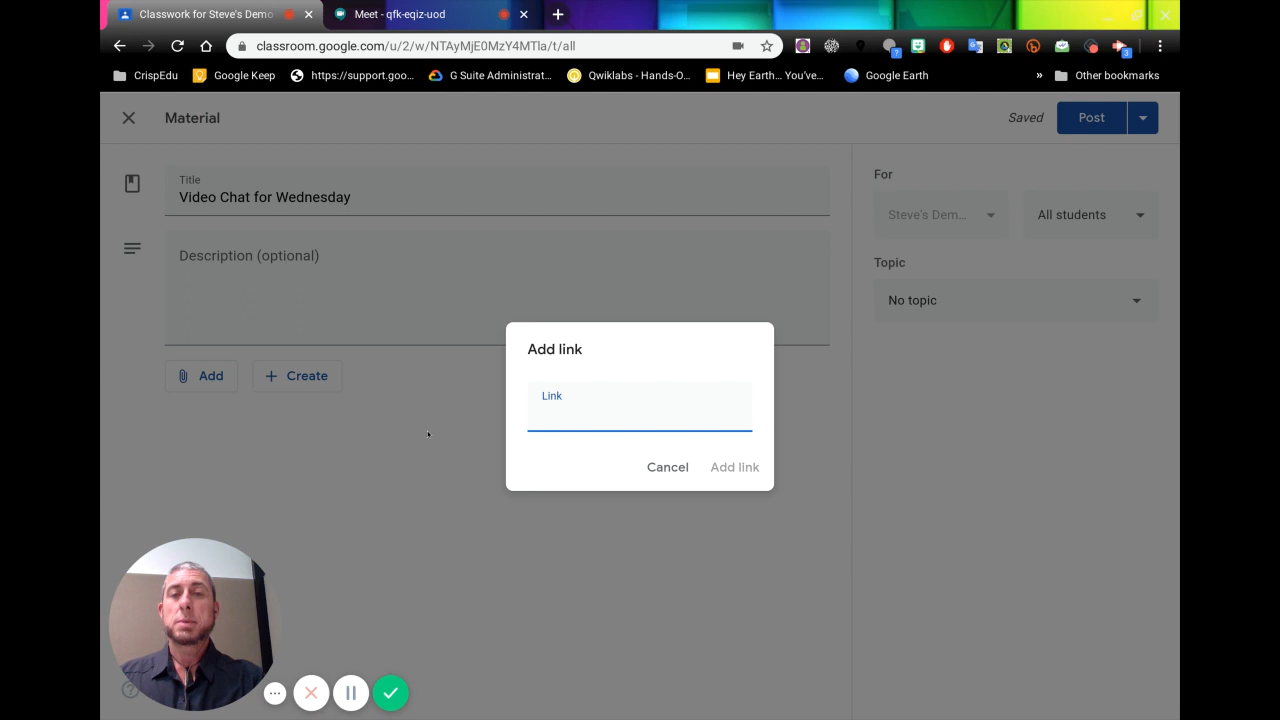 Classwork for Steve's Demo
Meet - qfk-eqiz-uod
classroom.google.com/u/2/w/NTAyMjE0MzY4MTla/t/all
CrispEdu
Google Keep
https://support.goo...
G Suite Administrat...
Qwiklabs - Hands-O...
Hey Earth... You've...
Google Earth
»
Other bookmarks
Material
Saved
Post
Title
Video Chat for Wednesday
Description (optional)
Add
Create
For
Steve's Dem...
All students
Topic
No topic
Add link
Link
Cancel
Add link